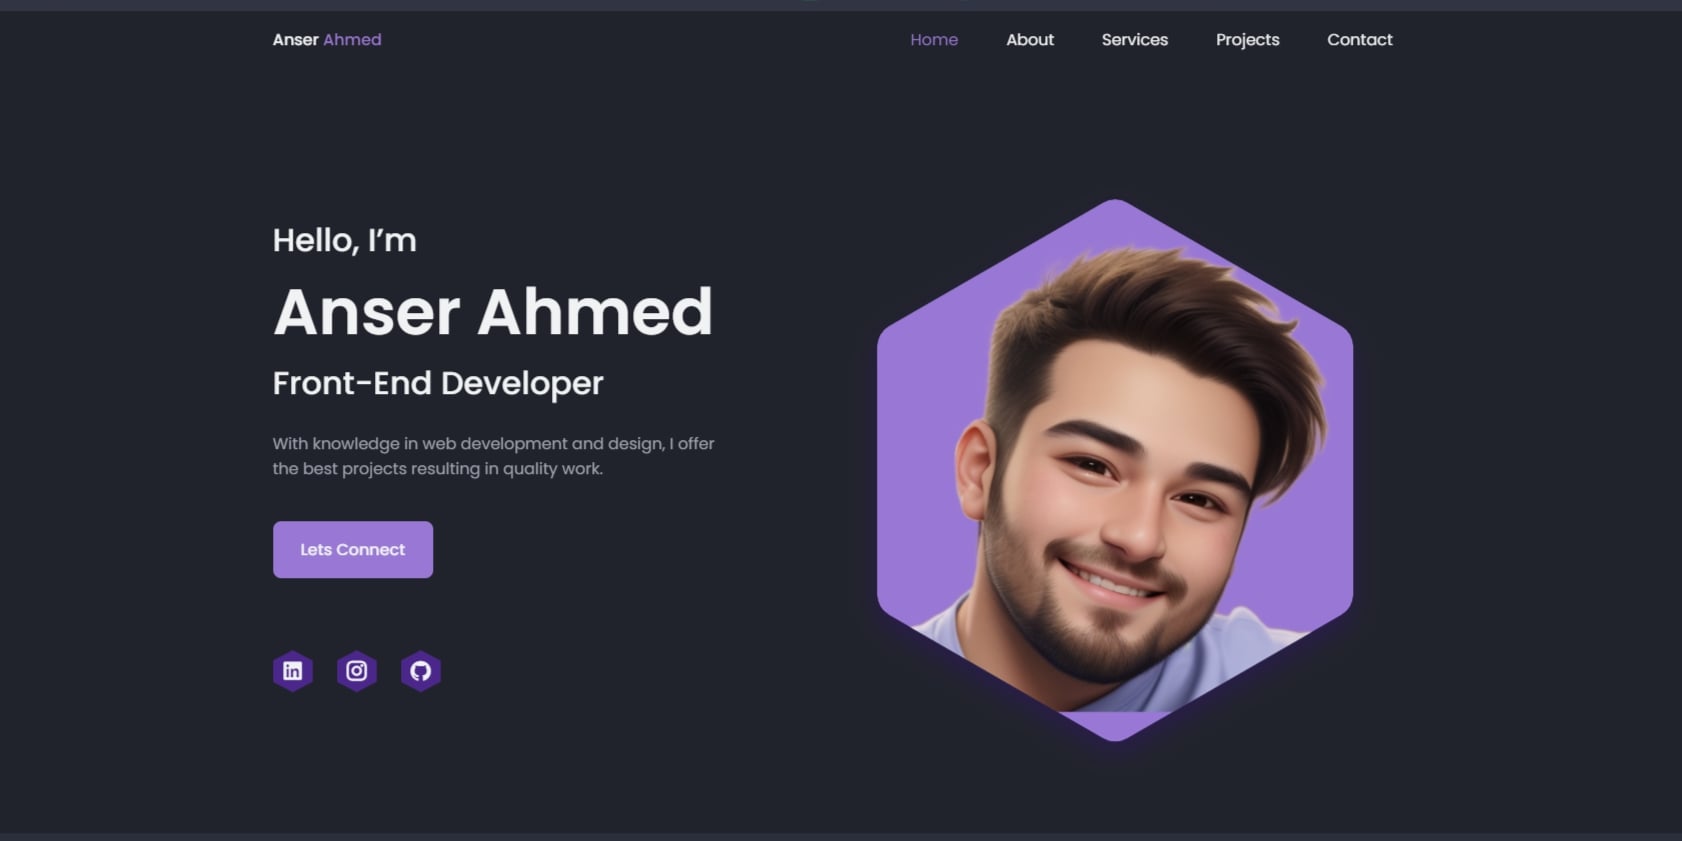 Anser Ahmed
Home About Services Projects Contact
Hello, I’m
Anser Ahmed
Front-End Developer
With knowledge in web development and design, I offer
the best projects resulting in quality work.
Lets Connect
in